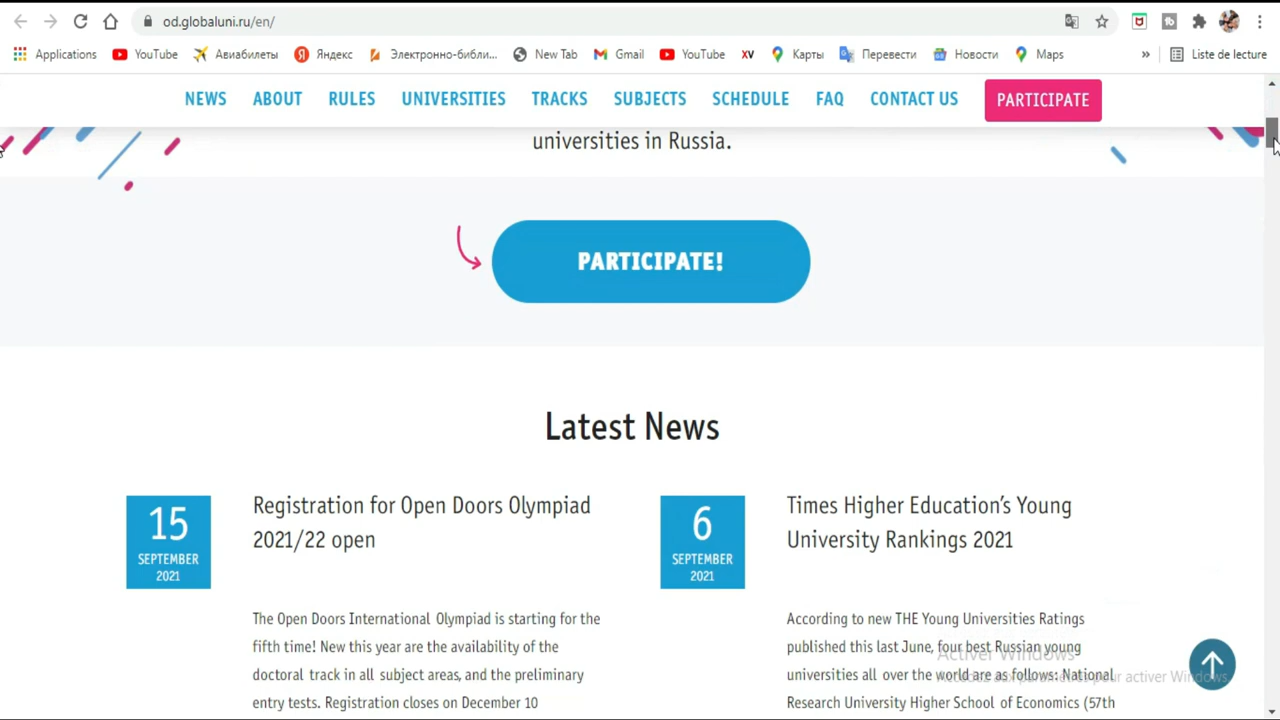 od.globaluni.ru/en/
Applications YouTube Авиабилеты Яндекс Электронно-библи... New Tab Gmail YouTube XV Карты Перевести Новости Maps » Liste de lecture
NEWS ABOUT RULES UNIVERSITIES TRACKS SUBJECTS SCHEDULE FAQ CONTACT US PARTICIPATE
universities in Russia.
PARTICIPATE!
Latest News
15
SEPTEMBER
2021
Registration for Open Doors Olympiad
2021/22 open
The Open Doors International Olympiad is starting for the
fifth time! New this year are the availability of the
doctoral track in all subject areas, and the preliminary
entry tests. Registration closes on December 10
6
SEPTEMBER
2021
Times Higher Education’s Young
University Rankings 2021
According to new THE Young Universities Ratings
published this last June, four best Russian young
universities all over the world are as follows: National
Research University Higher School of Economics (57th
Activer Windows
pour activer Windows.